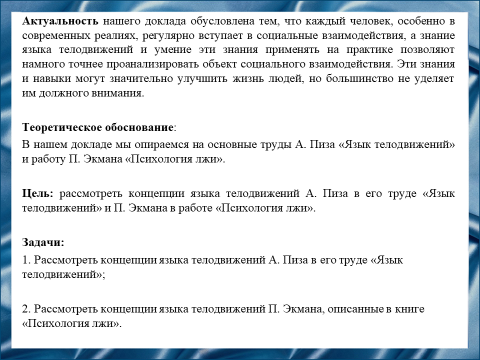 Актуальность нашего доклада обусловлена тем, что каждый человек, особенно в
современных реалиях, регулярно вступает в социальные взаимодействия, а знание
языка телодвижений и умение эти знания применять на практике позволяют
намного точнее проанализировать объект социального взаимодействия. Эти знания
и навыки могут значительно улучшить жизнь людей, но большинство не уделяет
им должного внимания.
Теоретическое обоснование:
В нашем докладе мы опираемся на основные труды А. Пиза «Язык телодвижений»
и работу П. Экмана «Психология лжи».
Цель: рассмотреть концепции языка телодвижений А. Пиза в его труде «Язык
телодвижений» и П. Экмана в работе «Психология лжи».
Задачи:
1. Рассмотреть концепции языка телодвижений А. Пиза в его труде «Язык
телодвижений»;
2. Рассмотреть концепции языка телодвижений П. Экмана, описанные в книге
«Психология лжи».